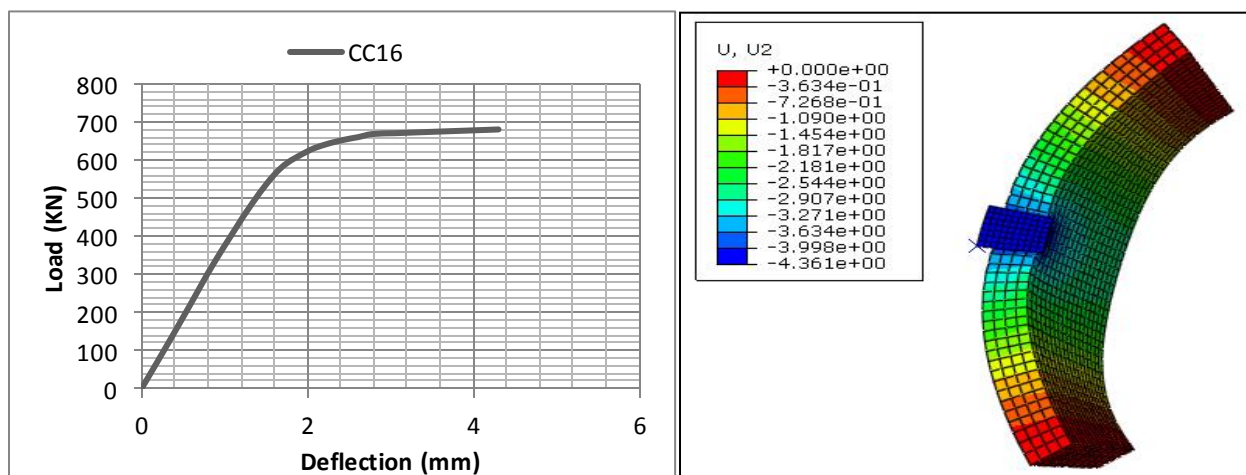 CC16
800
700
600
500
400
300
200
100
0
Load (KN)
0 2 4 6
Deflection (mm)
U, U2
+0.000e+00
-3.634e-01
-7.268e-01
-1.090e+00
-1.454e+00
-1.817e+00
-2.181e+00
-2.544e+00
-2.907e+00
-3.271e+00
-3.634e+00
-3.998e+00
-4.361e+00